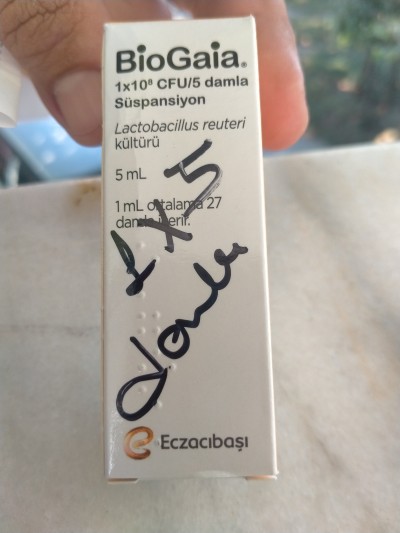 BioGaia®
1x10⁸ CFU/5 damla
Süspansiyon
Lactobacillus reuteri
kültürü
5 mL
1 mL ortalama 27
damla içerir.
1x5
damla
Eczacıbaşı